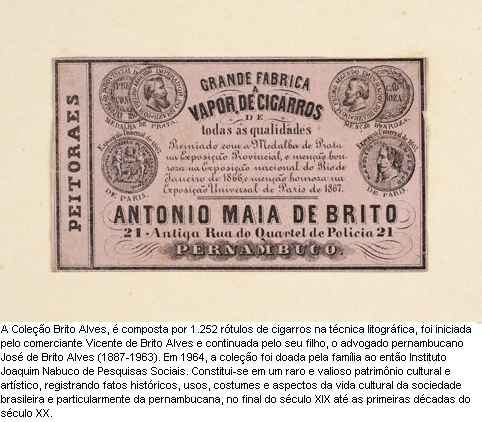 PEITORAES
GRANDE FABRICA
A
VAPOR DE CIGARROS
DE
todas as qualidades
MEDALHA DE PRATA
MENÇÃO HONROZA
Premiado com a Medalha de Prata
na Exposição Provincial, e menção hon-
roza na Exposição nacional do Rio de
Janeiro de 1866, e menção honroza na
Exposição Universal de Paris de 1867.
DE PARIS
DE PARIS
ANTONIO MAIA DE BRITO
21 - Antiga Rua do Quartel de Policia 21
PERNAMBUCO.
A Coleção Brito Alves, é composta por 1.252 rótulos de cigarros na técnica litográfica, foi iniciada
pelo comerciante Vicente de Brito Alves e continuada pelo seu filho, o advogado pernambucano
José de Brito Alves (1887-1963). Em 1964, a coleção foi doada pela família ao então Instituto
Joaquim Nabuco de Pesquisas Sociais. Constitui-se em um raro e valioso patrimônio cultural e
artístico, registrando fatos históricos, usos, costumes e aspectos da vida cultural da sociedade
brasileira e particularmente da pernambucana, no final do século XIX até as primeiras décadas do
século XX.